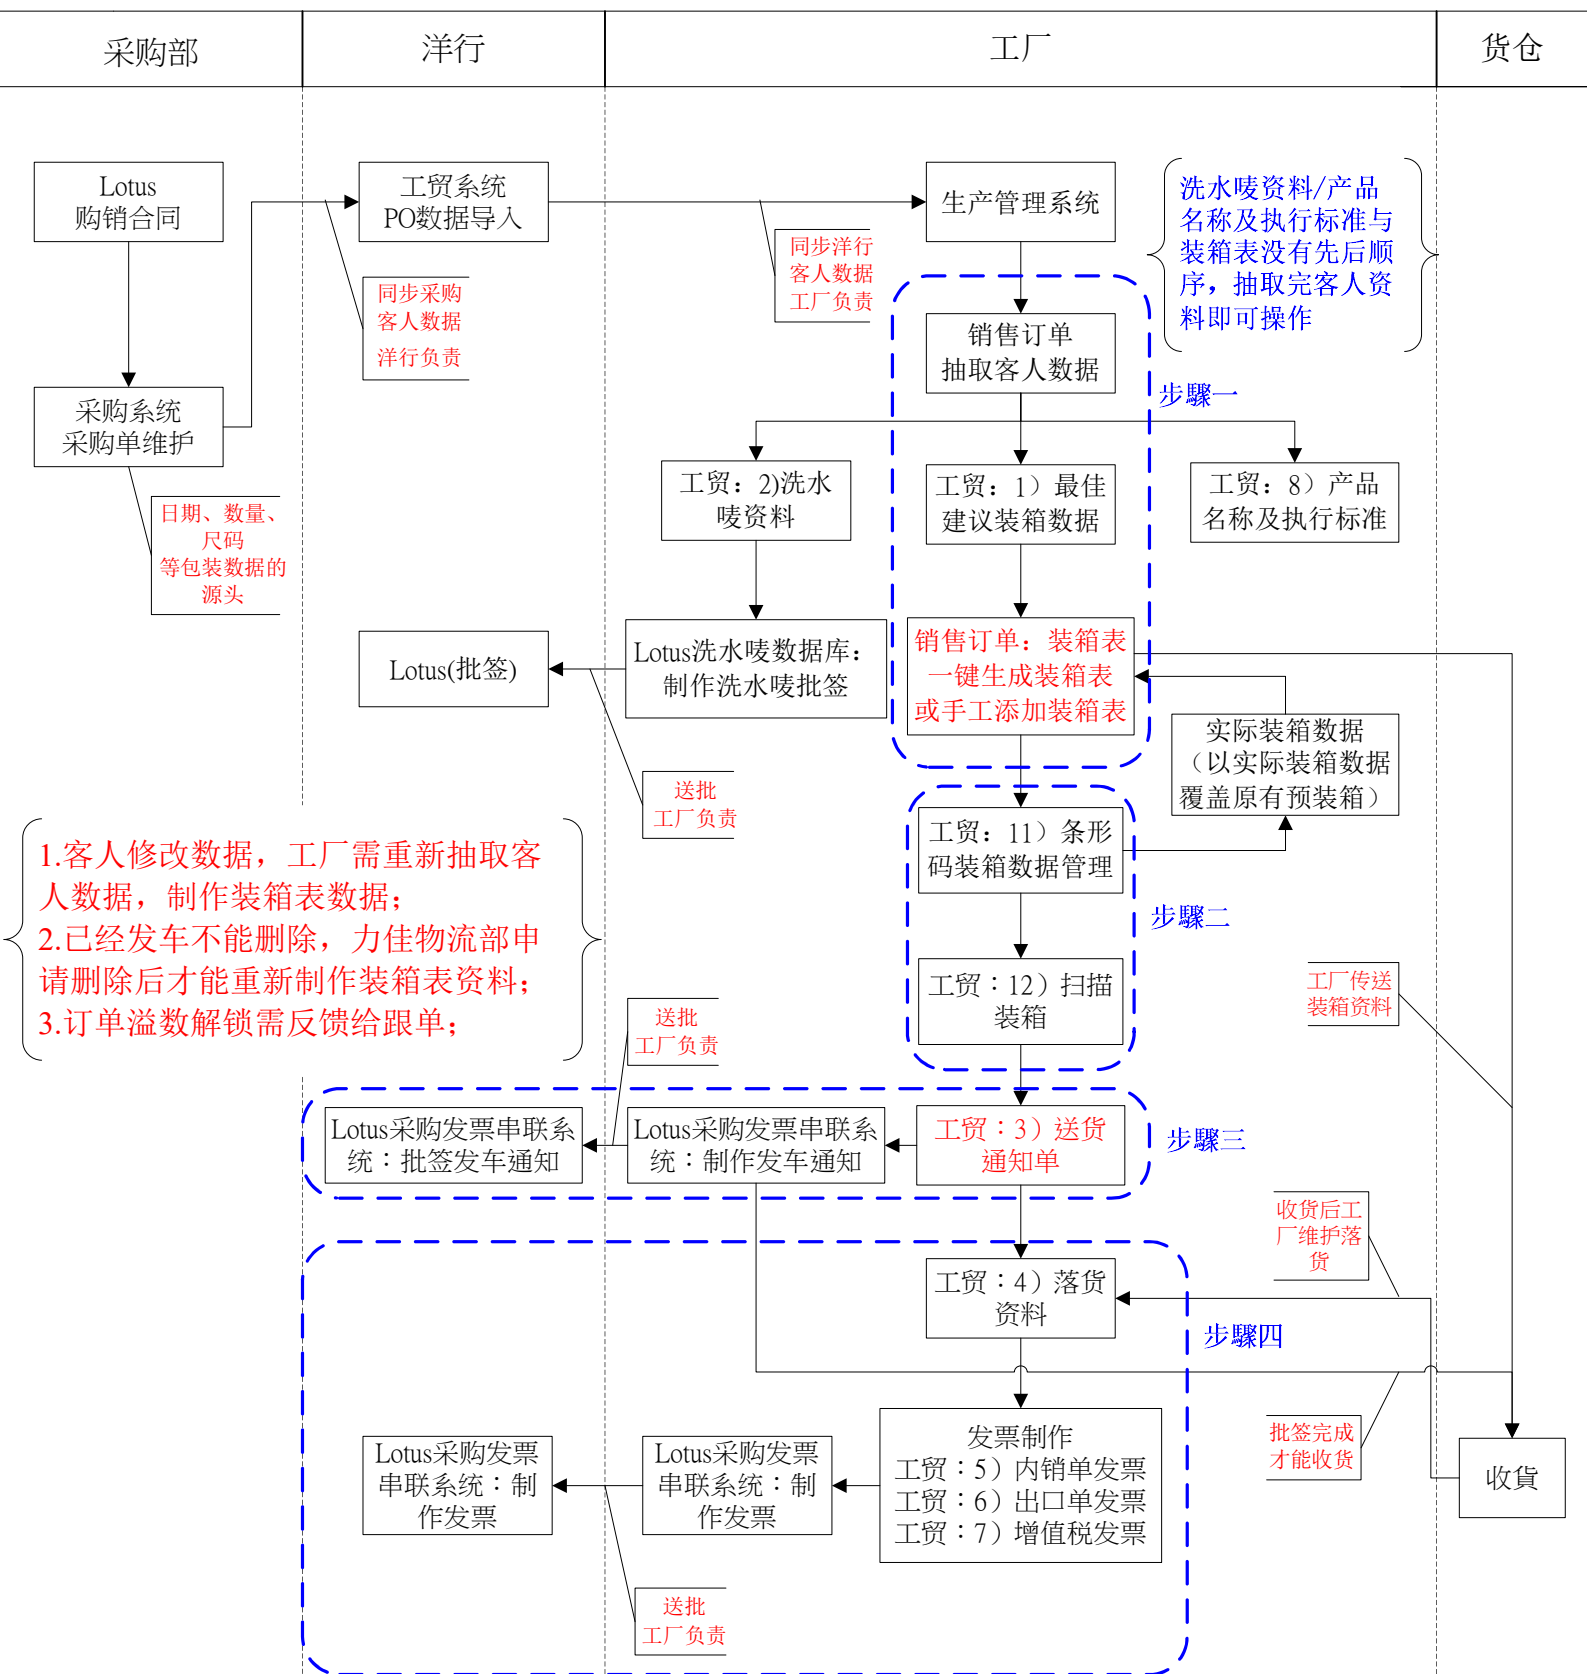 采购部
洋行
工厂
货仓
Lotus
购销合同
工贸系统
PO数据导入
生产管理系统
洗水唛资料/产品
名称及执行标准与
装箱表没有先后顺
序，抽取完客人资
料即可操作
同步采购
客人数据
洋行负责
同步洋行
客人数据
工厂负责
销售订单
抽取客人数据
步骤一
采购系统
采购单维护
日期、数量、
尺码
等包装数据的
源头
工贸：2)洗水
唛资料
工贸：1）最佳
建议装箱数据
工贸：8）产品
名称及执行标准
Lotus(批签)
Lotus洗水唛数据库：
制作洗水唛批签
销售订单：装箱表
一键生成装箱表
或手工添加装箱表
实际装箱数据
（以实际装箱数据
覆盖原有预装箱）
送批
工厂负责
1.客人修改数据，工厂需重新抽取客
人数据，制作装箱表数据；
2.已经发车不能删除，力佳物流部申
请删除后才能重新制作装箱表资料；
3.订单溢数解锁需反馈给跟单；
工贸：11）条形
码装箱数据管理
步骤二
工贸：12）扫描
装箱
工厂传送
装箱资料
送批
工厂负责
Lotus采购发票串联系
统：批签发车通知
Lotus采购发票串联系
统：制作发车通知
工贸：3）送货
通知单
步骤三
收货后工
厂维护落
货
工贸：4）落货
资料
步骤四
批签完成
才能收货
Lotus采购发票
串联系统：制
作发票
Lotus采购发票
串联系统：制
作发票
发票制作
工贸：5）内销单发票
工贸：6）出口单发票
工贸：7）增值税发票
收貨
送批
工厂负责